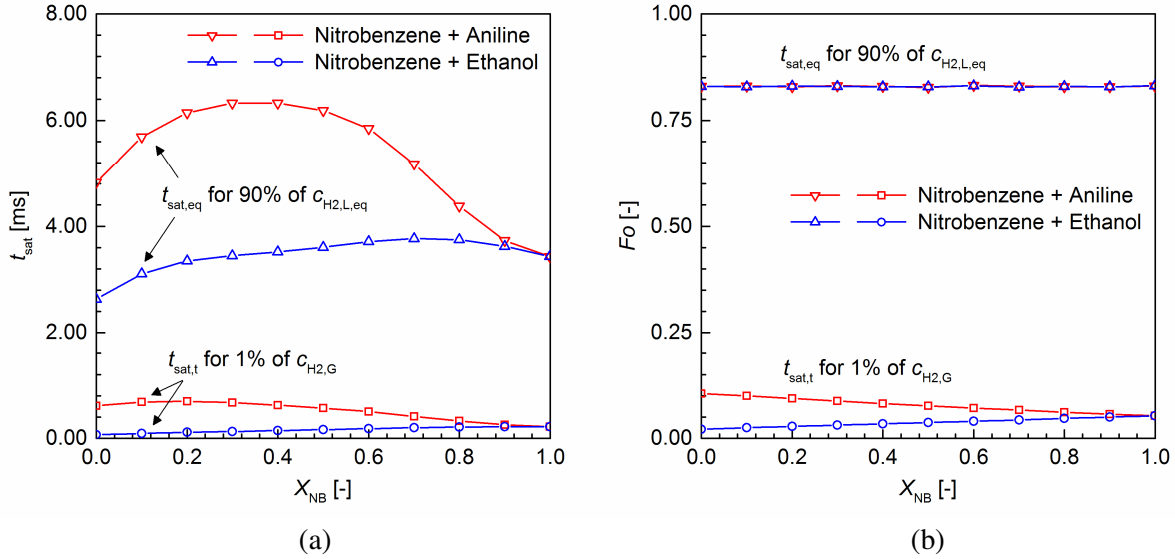 Nitrobenzene + Aniline
Nitrobenzene + Ethanol
t_sat,eq for 90% of c_H2,L,eq
t_sat,t for 1% of c_H2,G
t_sat [ms]
6.00
4.00
2.00
0.00
0.0 0.2 0.4 0.6 0.8 1.0
X_NB [-]
(a)
t_sat,eq for 90% of c_H2,L,eq
Nitrobenzene + Aniline
Nitrobenzene + Ethanol
t_sat,t for 1% of c_H2,G
Fo [-]
1.00
0.75
0.50
0.25
0.00
0.0 0.2 0.4 0.6 0.8 1.0
X_NB [-]
(b)